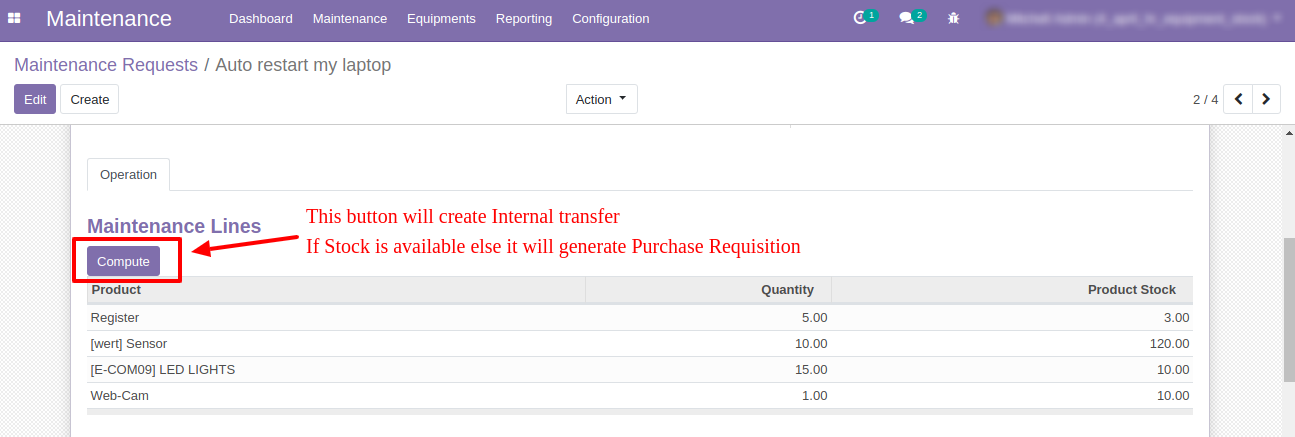 Maintenance Dashboard Maintenance Equipments Reporting Configuration 1 2
Maintenance Requests / Auto restart my laptop
Edit Create Action 2 / 4
Operation
This button will create Internal transfer
Maintenance Lines
If Stock is available else it will generate Purchase Requisition
Compute
Product Quantity Product Stock
Register 5.00 3.00
[wert] Sensor 10.00 120.00
[E-COM09] LED LIGHTS 15.00 10.00
Web-Cam 1.00 10.00